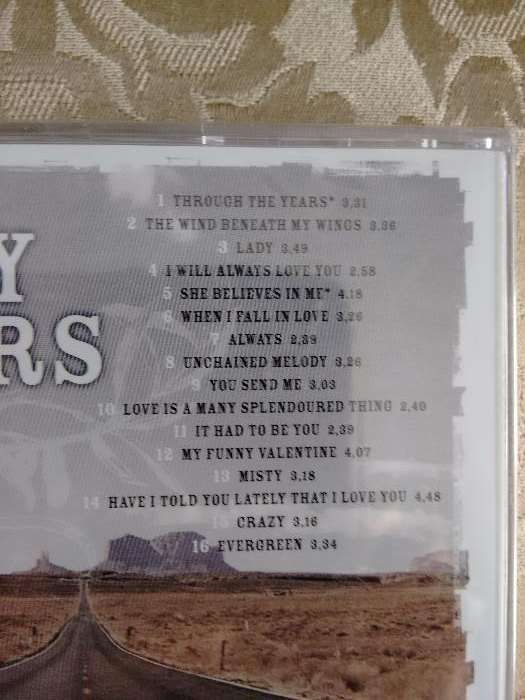 1 THROUGH THE YEARS* 3,31
2 THE WIND BENEATH MY WINGS 3,36
3 LADY 3,49
4 I WILL ALWAYS LOVE YOU 2,58
5 SHE BELIEVES IN ME* 4,18
6 WHEN I FALL IN LOVE 3,26
7 ALWAYS 2,39
8 UNCHAINED MELODY 3,26
9 YOU SEND ME 3,03
10 LOVE IS A MANY SPLENDOURED THING 2,40
11 IT HAD TO BE YOU 2,39
12 MY FUNNY VALENTINE 4,07
13 MISTY 3,18
14 HAVE I TOLD YOU LATELY THAT I LOVE YOU 4,48
15 CRAZY 3,16
16 EVERGREEN 3,34
Y
RS